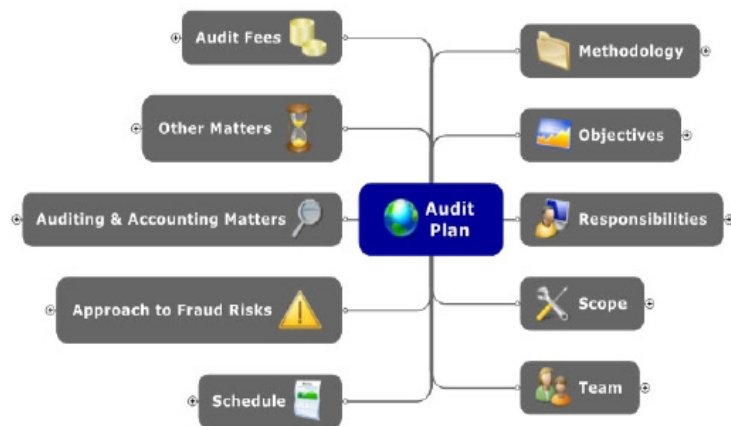 Audit Fees
Methodology
Other Matters
Objectives
Auditing & Accounting Matters
Audit
Plan
Responsibilities
Approach to Fraud Risks
Scope
Schedule
Team